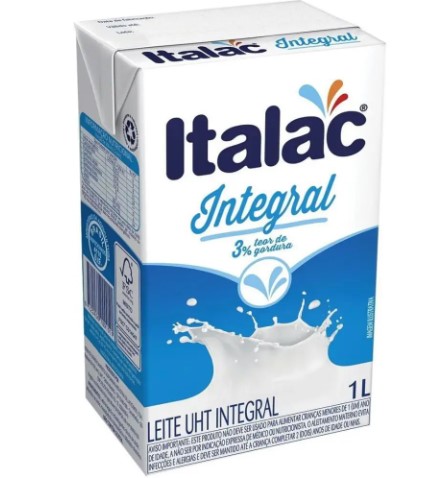 Italac
Integral
Italac®
Integral
3% teor de
gordura
1L
LEITE UHT INTEGRAL
AVISO IMPORTANTE: ESTE PRODUTO NÃO DEVE SER USADO PARA ALIMENTAR CRIANÇAS MENORES DE 1 (UM) ANO
DE IDADE, A NÃO SER POR INDICAÇÃO EXPRESSA DE MÉDICO OU NUTRICIONISTA. O ALEITAMENTO MATERNO EVITA
INFECÇÕES E ALERGIAS E DEVE SER MANTIDO ATÉ A CRIANÇA COMPLETAR 2 (DOIS) ANOS DE IDADE OU MAIS.
FSC